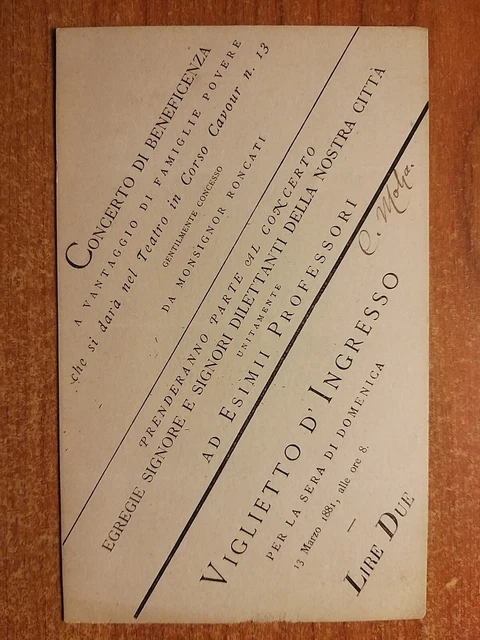 CONCERTO DI BENEFICENZA
A VANTAGGIO DI FAMIGLIE POVERE
che si darà nel Teatro in Corso Cavour n. 13
GENTILMENTE CONCESSO
DA MONSIGNOR RONCATI
PRENDERANNO PARTE AL CONCERTO
EGREGIE SIGNORE E SIGNORI DILETTANTI DELLA NOSTRA CITTÀ
UNITAMENTE
AD ESIMII PROFESSORI
VIGLIETTO D'INGRESSO
PER LA SERA DI DOMENICA
13 Marzo 1881, alle ore 8.
LIRE DUE